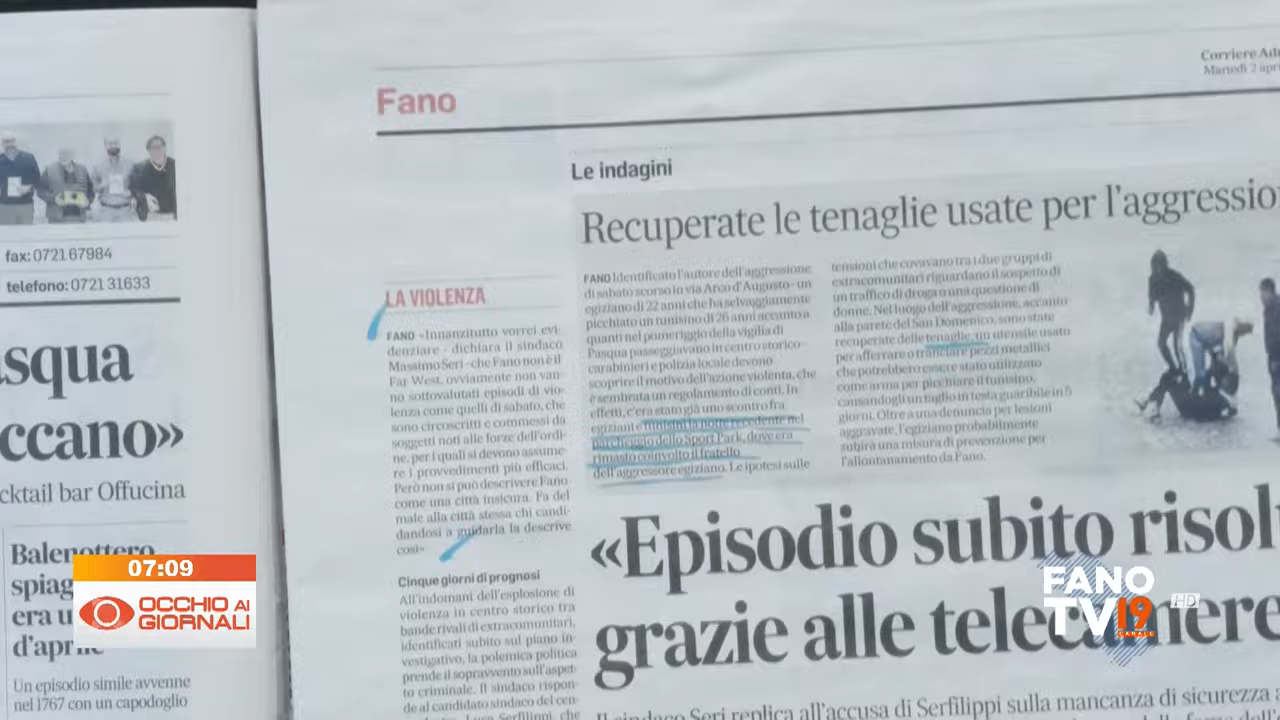 fax: 0721 67984
telefono: 0721 31633
asqua
ccano»
cktail bar Offucina
Balenottero
spiag
era u
d'aprile
Un episodio simile avvenne
nel 1767 con un capodoglio
Corriere Ad
Martedì 2 apri
Fano
Le indagini
Recuperate le tenaglie usate per l'aggressio
FANO Identificato l'autore dell'aggressione
di sabato scorso in via Arco d'Augusto - un
egiziano di 22 anni che ha selvaggiamente
picchiato un tunisino di 26 anni accanto a
quanti nel pomeriggio della vigilia di
Pasqua passeggiavano in centro storico -
carabinieri e polizia locale devono
scoprire il motivo dell'azione violenta, che
è sembrata un regolamento di conti. In
effetti, c'era stato già uno scontro fra
egiziani e tunisini la notte precedente nel
parcheggio dello Sport Park, dove era
rimasto coinvolto il fratello
dell'aggressore egiziano. Le ipotesi sulle
tensioni che covavano tra i due gruppi di
extracomunitari riguardano il sospetto di
un traffico di droga o una questione di
donne. Nel luogo dell'aggressione, accanto
alla parete del San Domenico, sono state
recuperate delle tenaglie, un utensile usato
per afferrare o tranciare pezzi metallici
che potrebbero essere stato utilizzato
come arma per picchiare il tunisino,
causandogli un taglio in testa guaribile in 5
giorni. Oltre a una denuncia per lesioni
aggravate, l'egiziano probabilmente
subirà una misura di prevenzione per
l'allontanamento da Fano.
LA VIOLENZA
FANO «Innanzitutto vorrei evi-
denziare - dichiara il sindaco
Massimo Seri - che Fano non è il
Far West, ovviamente non van-
no sottovalutati episodi di vio-
lenza come quelli di sabato, che
sono circoscritti e commessi da
soggetti noti alle forze dell'ordi-
ne, per i quali si devono assume-
re i provvedimenti più efficaci.
Però non si può descrivere Fano
come una città insicura. Fa del
male alla città stessa chi candi-
dandosi a guidarla la descrive
così»
Cinque giorni di prognosi
All'indomani dell'esplosione di
violenza in centro storico tra
bande rivali di extracomunitari,
identificati subito sul piano in-
vestigativo, la polemica politica
prende il sopravvento sull'aspet-
to criminale. Il sindaco rispon-
de al candidato sindaco del cen-
Luca Serfilippi, che
«Episodio subito risol
grazie alle telecamere
Il sindaco Seri replica all'accusa di Serfilippi sulla mancanza di sicurezza
07:09
OCCHIO AI
GIORNALI
FANO
TV 19 HD
CANALE